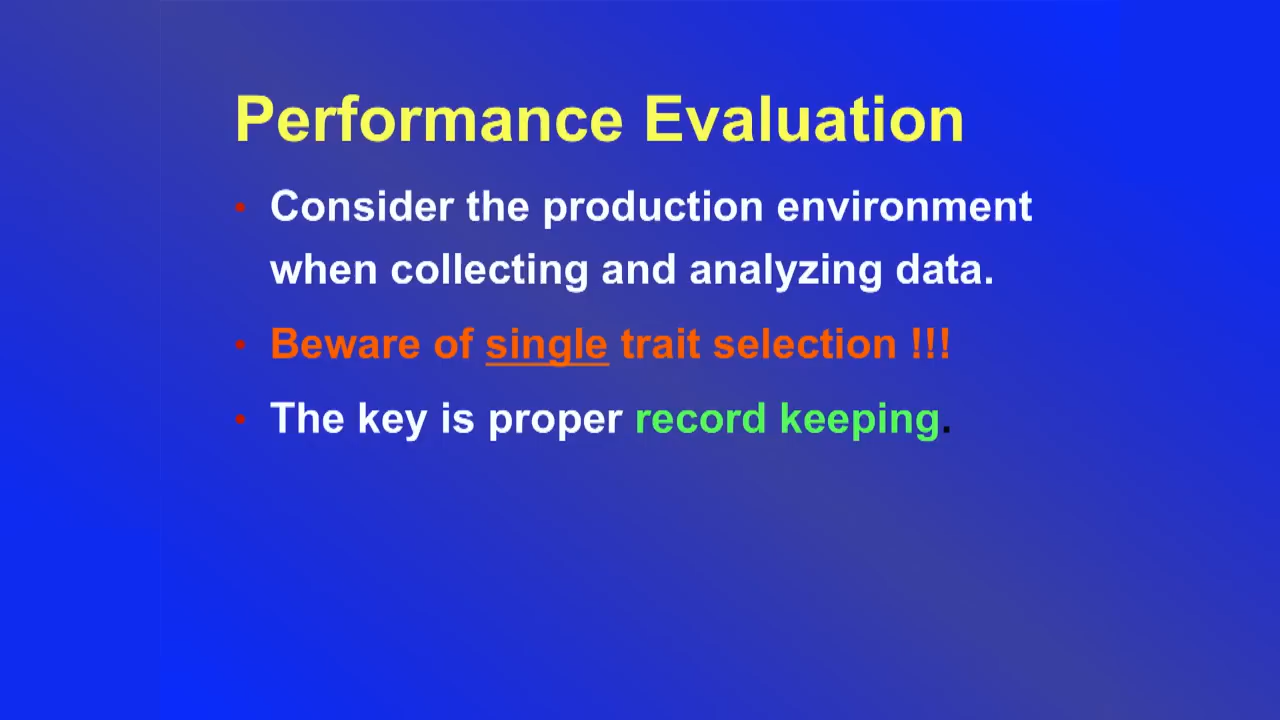 Performance Evaluation
• Consider the production environment
when collecting and analyzing data.
• Beware of single trait selection !!!
• The key is proper record keeping.